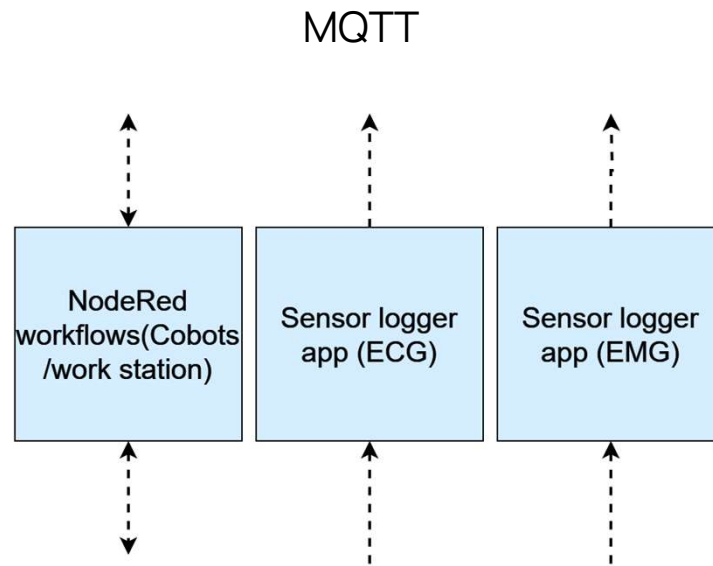 MQTT
NodeRed
workflows(Cobots
/work station)
Sensor logger
app (ECG)
Sensor logger
app (EMG)